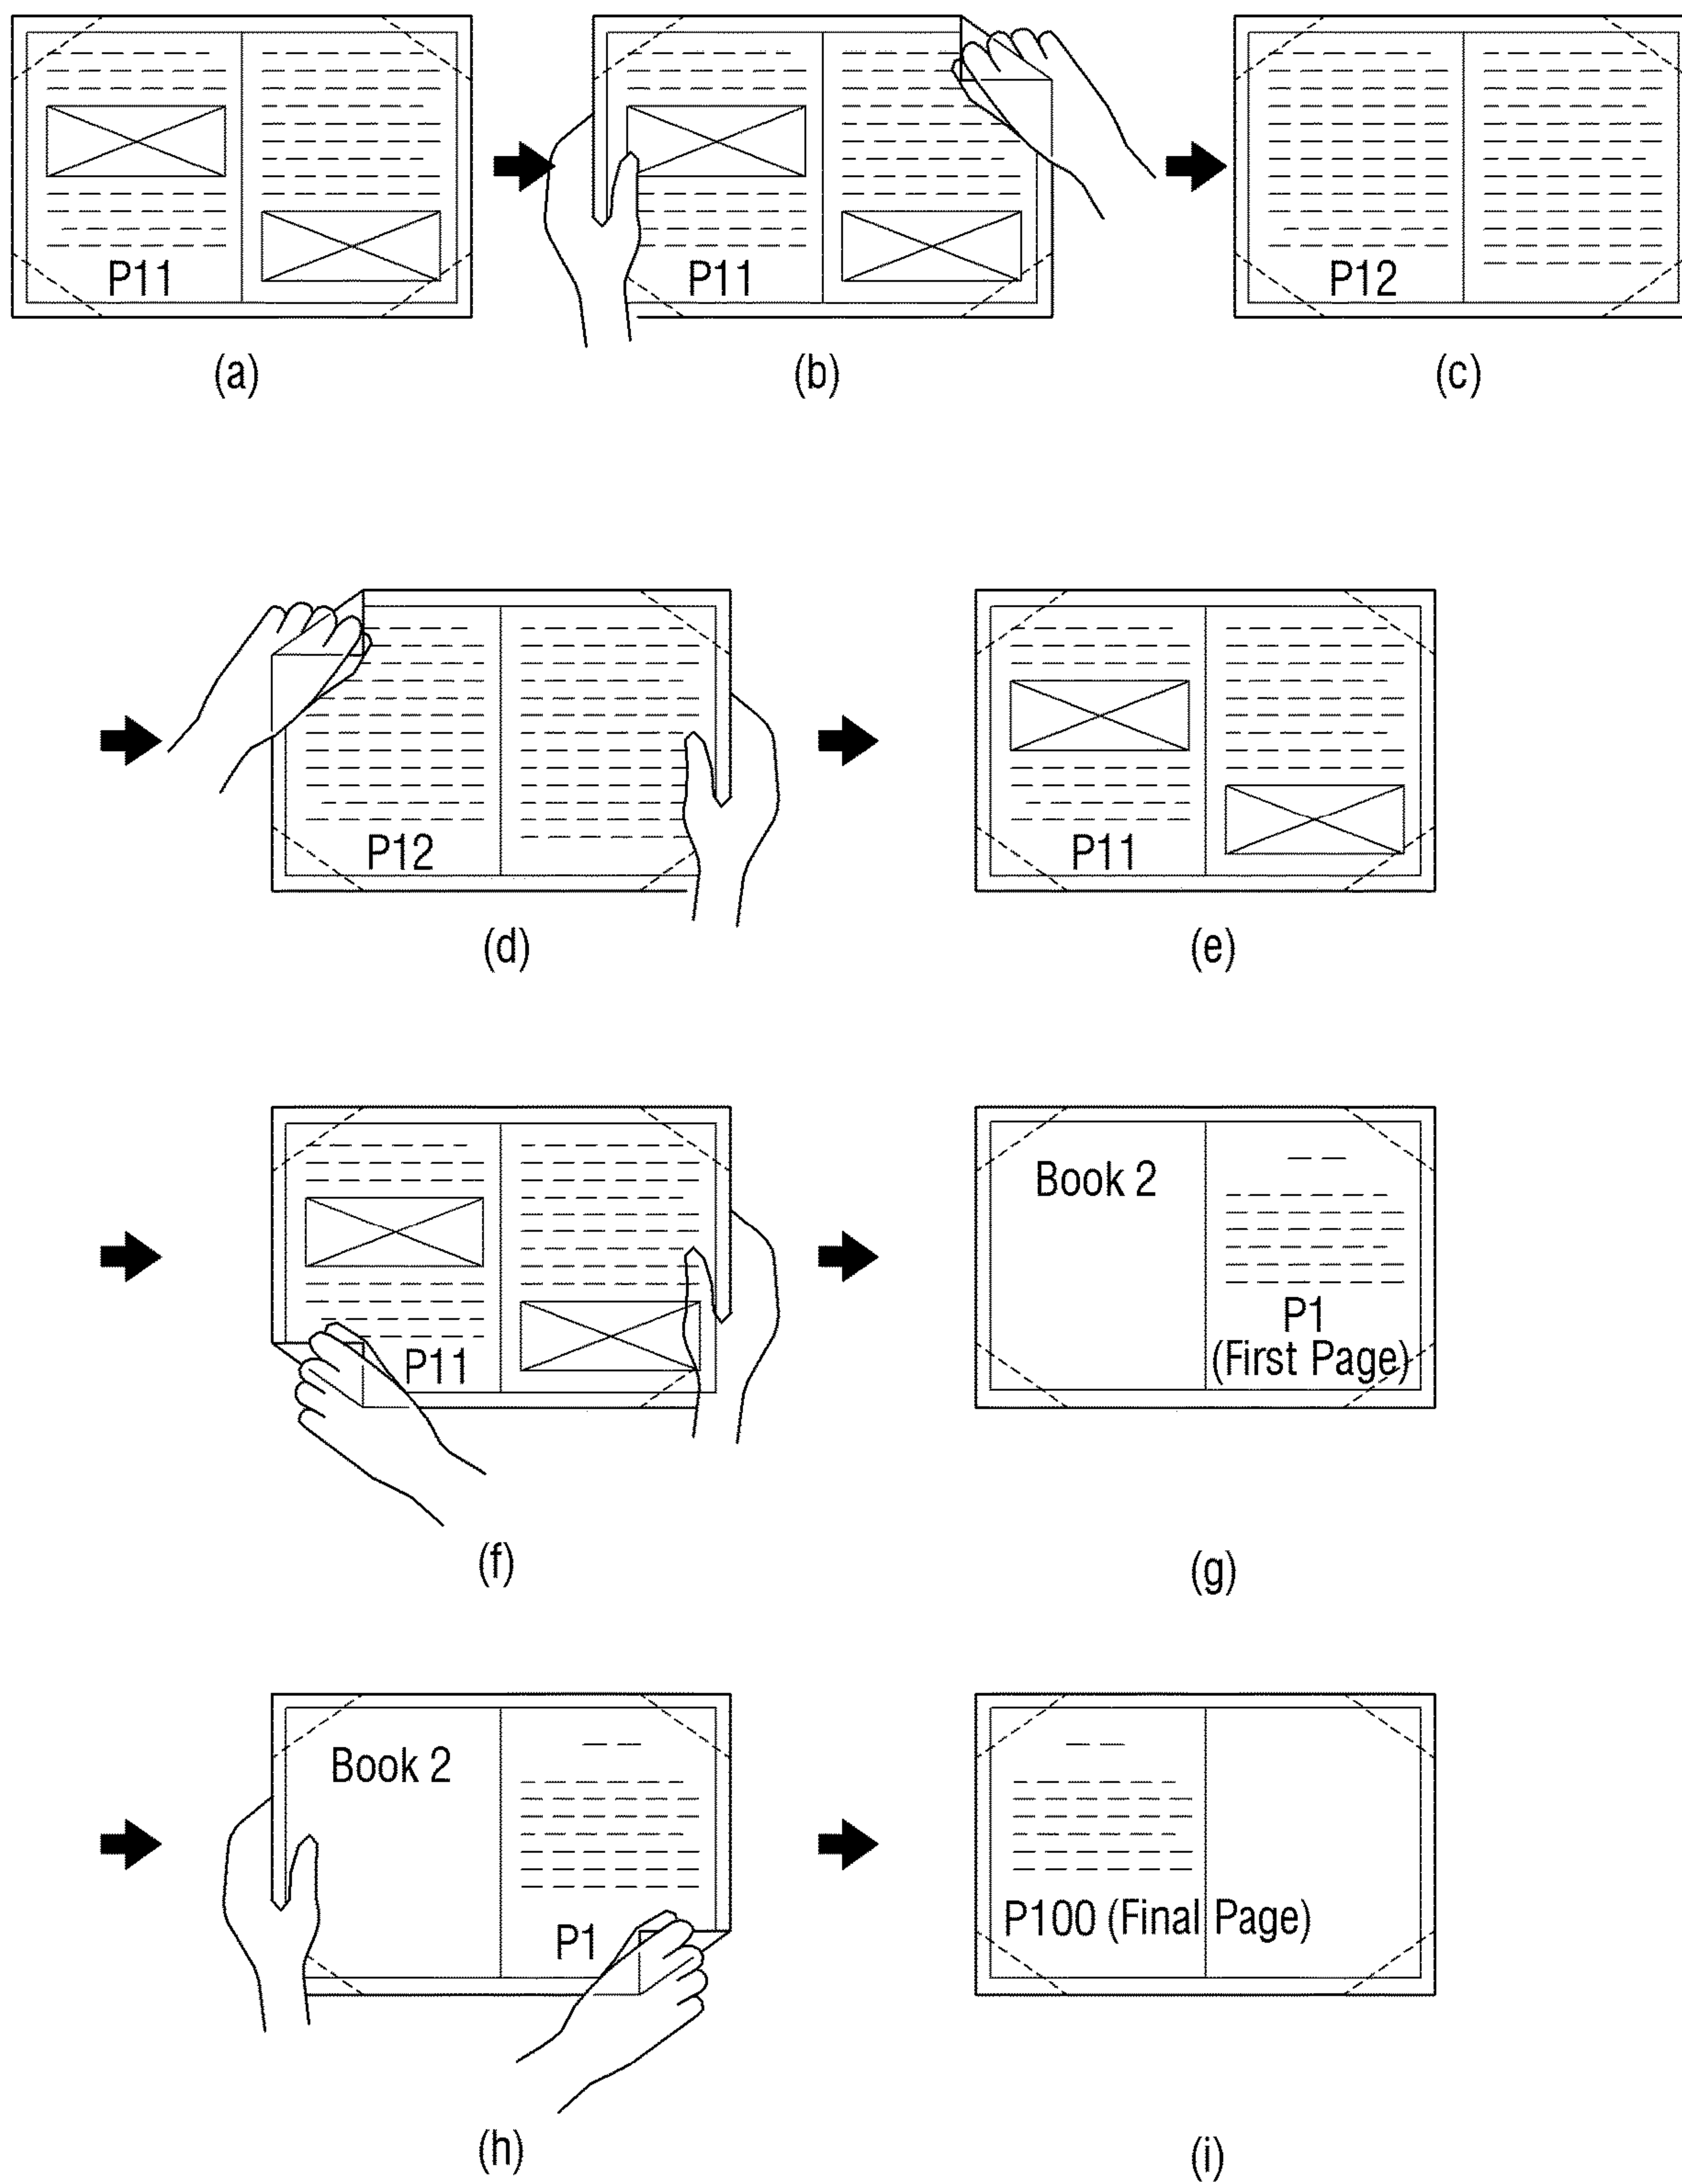 P11
P11
P12
(a)
(b)
(c)
P12
P11
(d)
(e)
P11
Book 2
P1
(First Page)
(f)
(g)
Book 2
P1
P100 (Final Page)
(h)
(i)